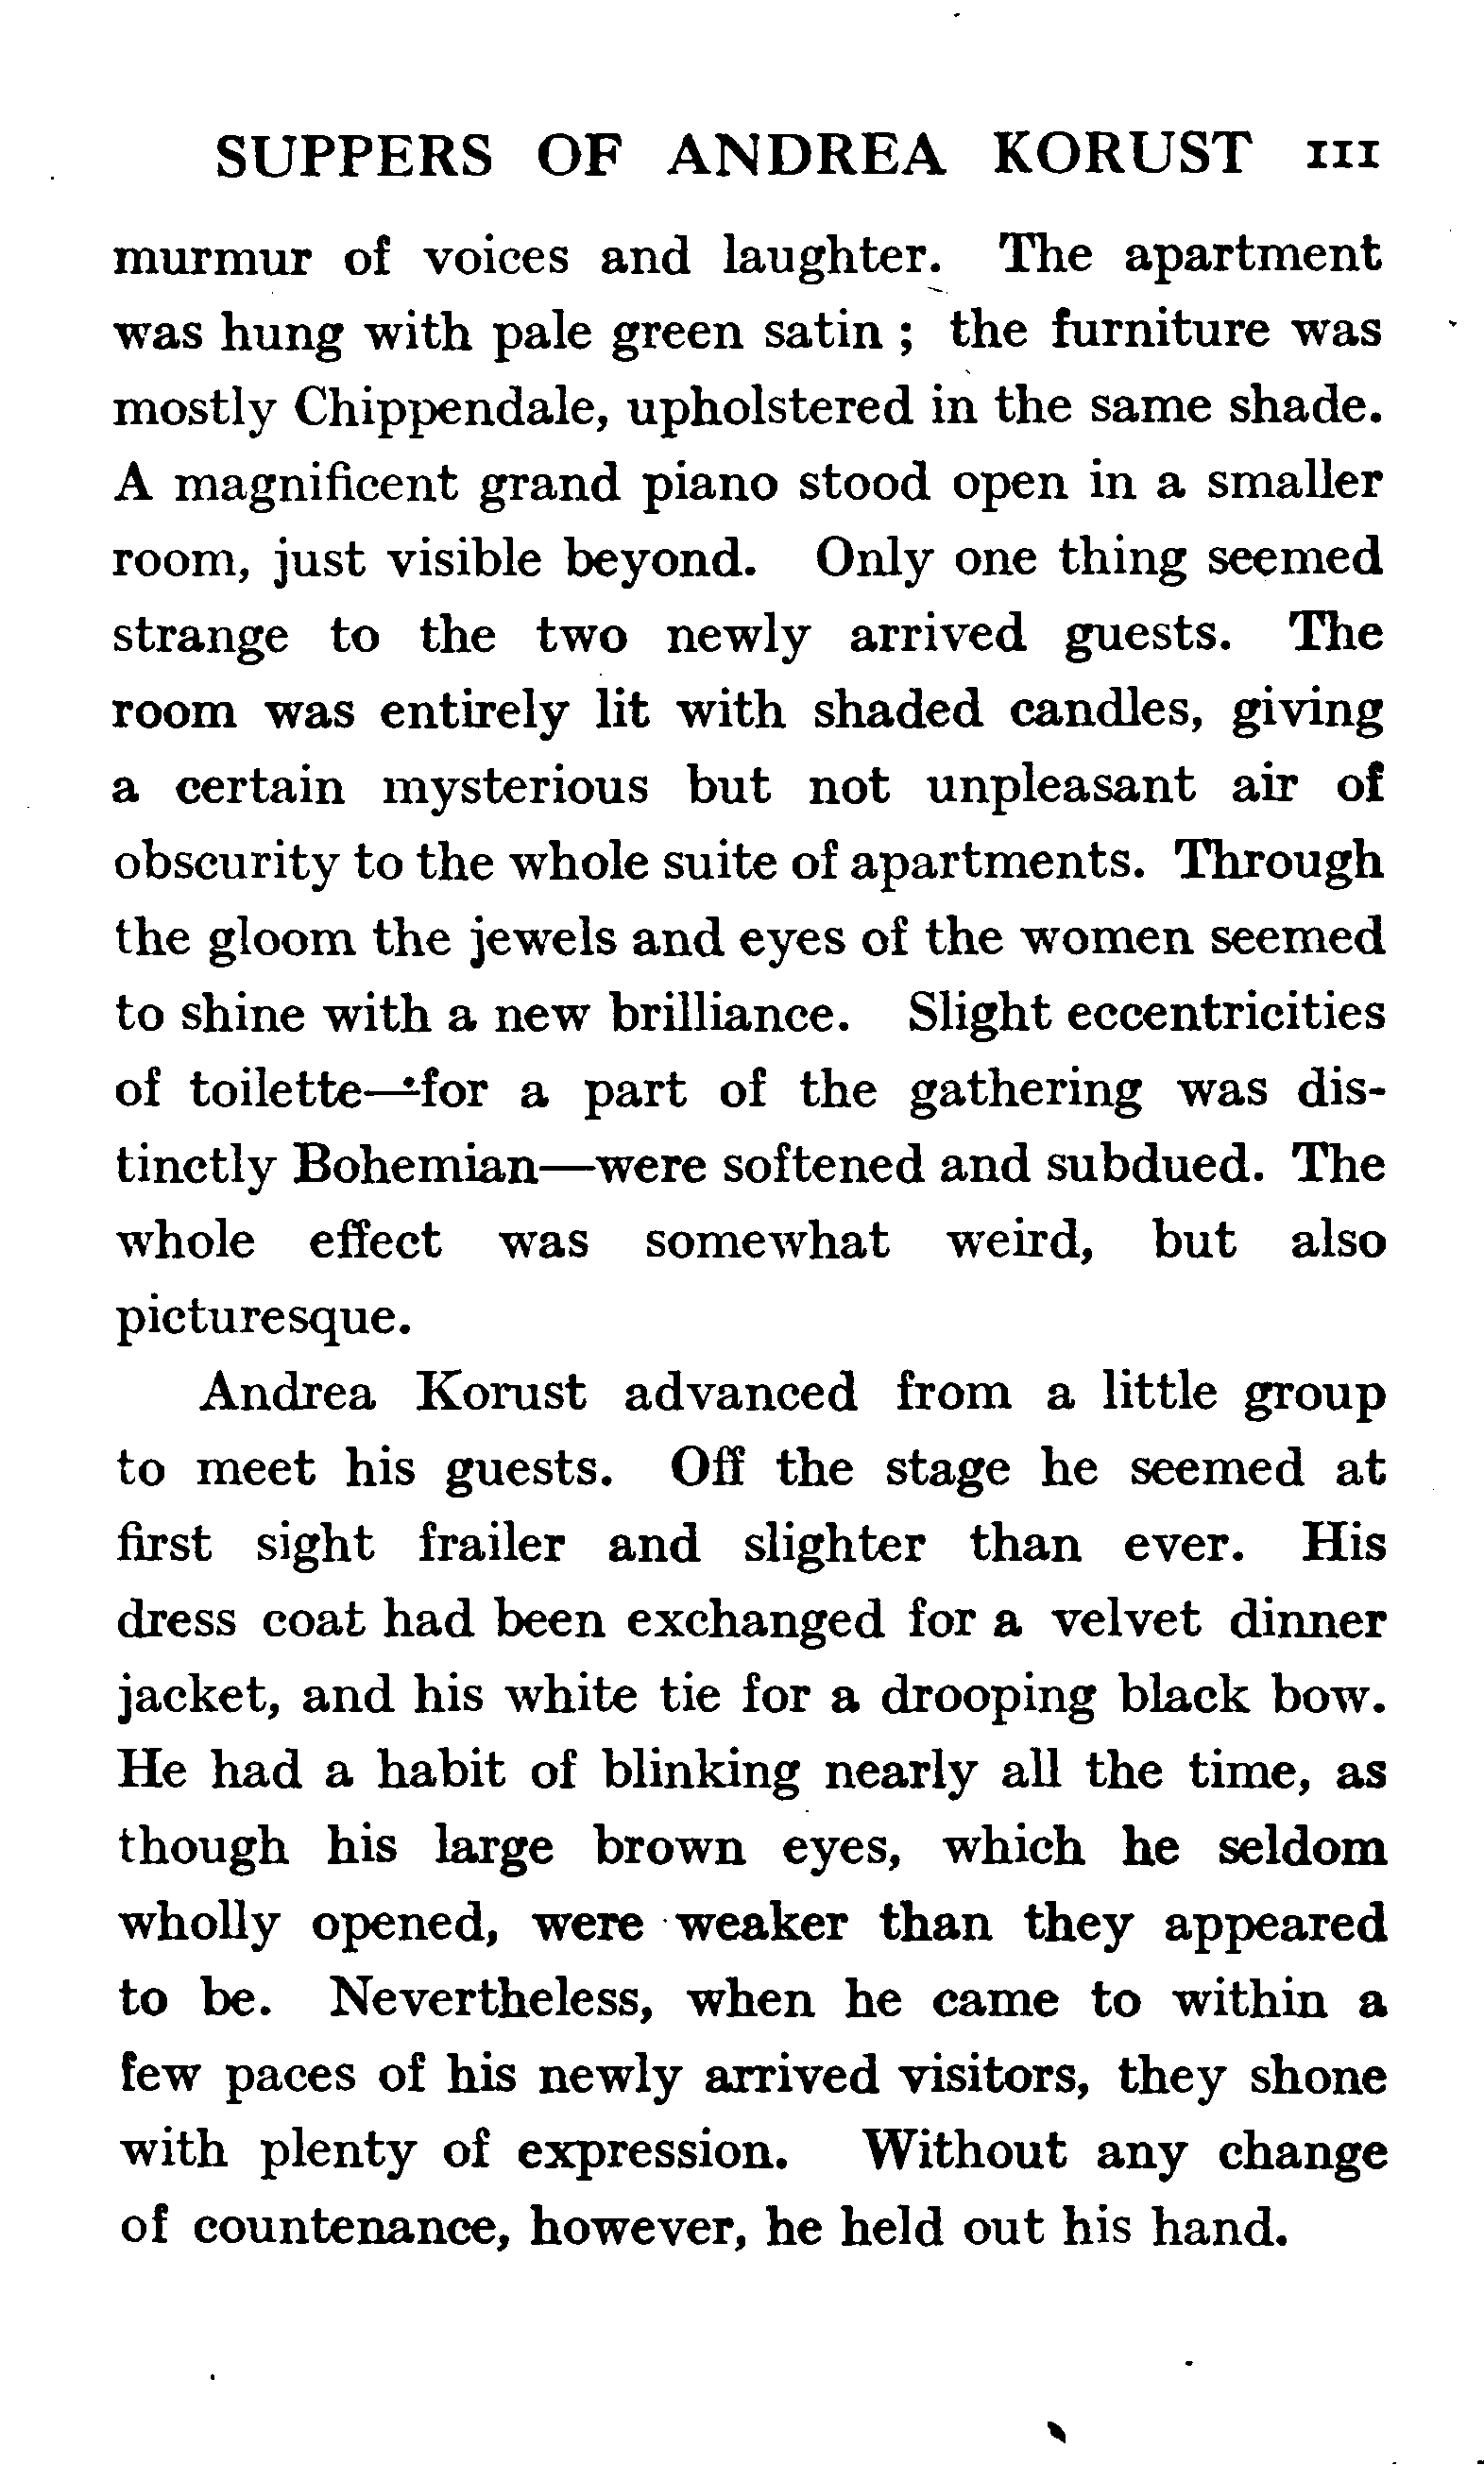 SUPPERS OF ANDREA KORUST 111
murmur of voices and laughter. The apartment
was hung with pale green satin ; the furniture was
mostly Chippendale, upholstered in the same shade.
A magnificent grand piano stood open in a smaller
room, just visible beyond. Only one thing seemed
strange to the two newly arrived guests. The
room was entirely lit with shaded candles, giving
a certain mysterious but not unpleasant air of
obscurity to the whole suite of apartments. Through
the gloom the jewels and eyes of the women seemed
to shine with a new brilliance. Slight eccentricities
of toilette—for a part of the gathering was dis-
tinctly Bohemian—were softened and subdued. The
whole effect was somewhat weird, but also
picturesque.
Andrea Korust advanced from a little group
to meet his guests. Off the stage he seemed at
first sight frailer and slighter than ever. His
dress coat had been exchanged for a velvet dinner
jacket, and his white tie for a drooping black bow.
He had a habit of blinking nearly all the time, as
though his large brown eyes, which he seldom
wholly opened, were weaker than they appeared
to be. Nevertheless, when he came to within a
few paces of his newly arrived visitors, they shone
with plenty of expression. Without any change
of countenance, however, he held out his hand.